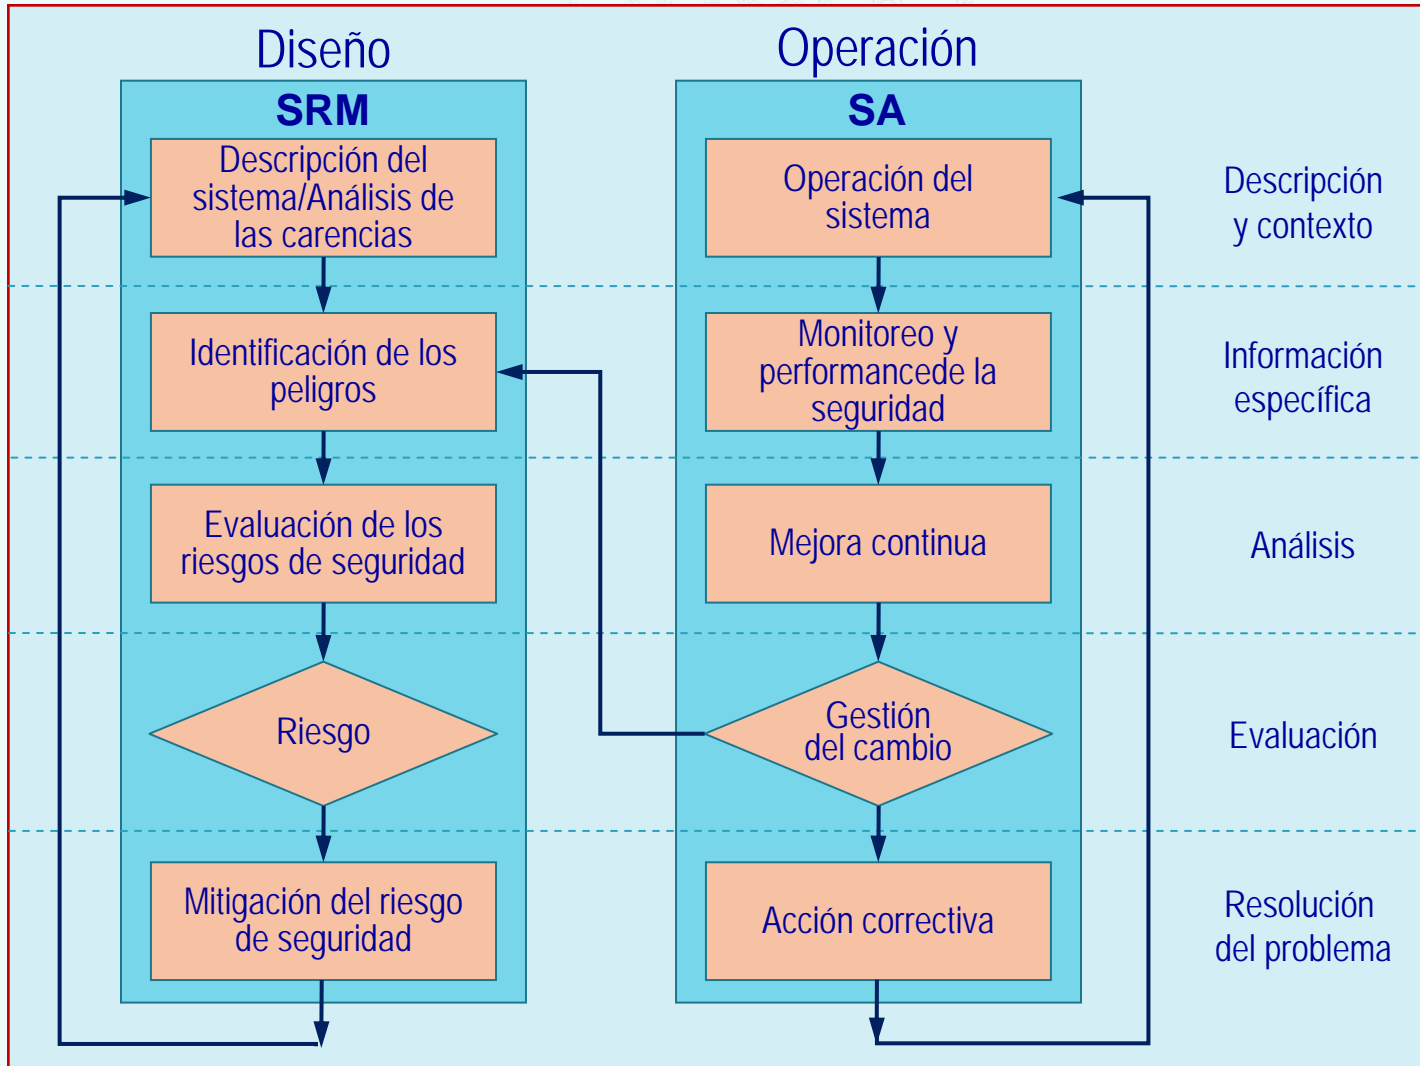 Diseño
SRM
Descripción del
sistema/Análisis de
las carencias
Identificación de los
peligros
Evaluación de los
riesgos de seguridad
Riesgo
Mitigación del riesgo
de seguridad
Operación
SA
Operación del
sistema
Monitoreo y
performancede la
seguridad
Mejora continua
Gestión
del cambio
Acción correctiva
Descripción
y contexto
Información
específica
Análisis
Evaluación
Resolución
del problema